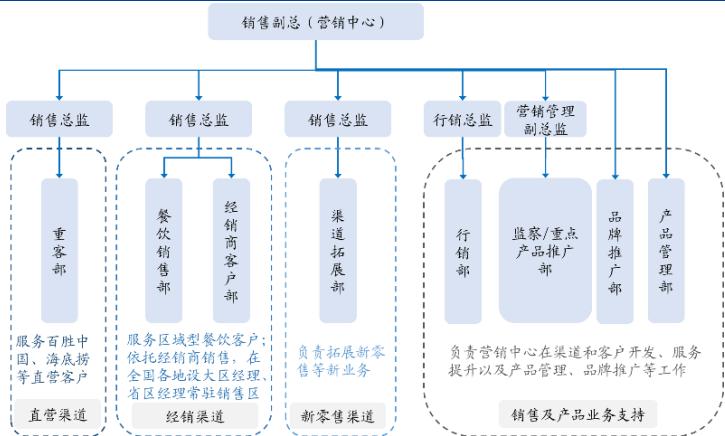 销售副总（营销中心）
销售总监
销售总监
销售总监
行销总监
营销管理
副总监
重客部
餐饮销售部
经销商客户部
渠道拓展部
行销部
监察/重点
产品推广
部
品牌推广部
产品管理部
服务百胜中
国、海底捞
等直营客户
服务区域型餐饮客户；
依托经销商销售，在
全国各地设大区经理、
省区经理常驻销售区
负责拓展新零
售等新业务
负责营销中心在渠道和客户开发、服务
提升以及产品管理、品牌推广等工作
直营渠道
经销渠道
新零售渠道
销售及产品业务支持